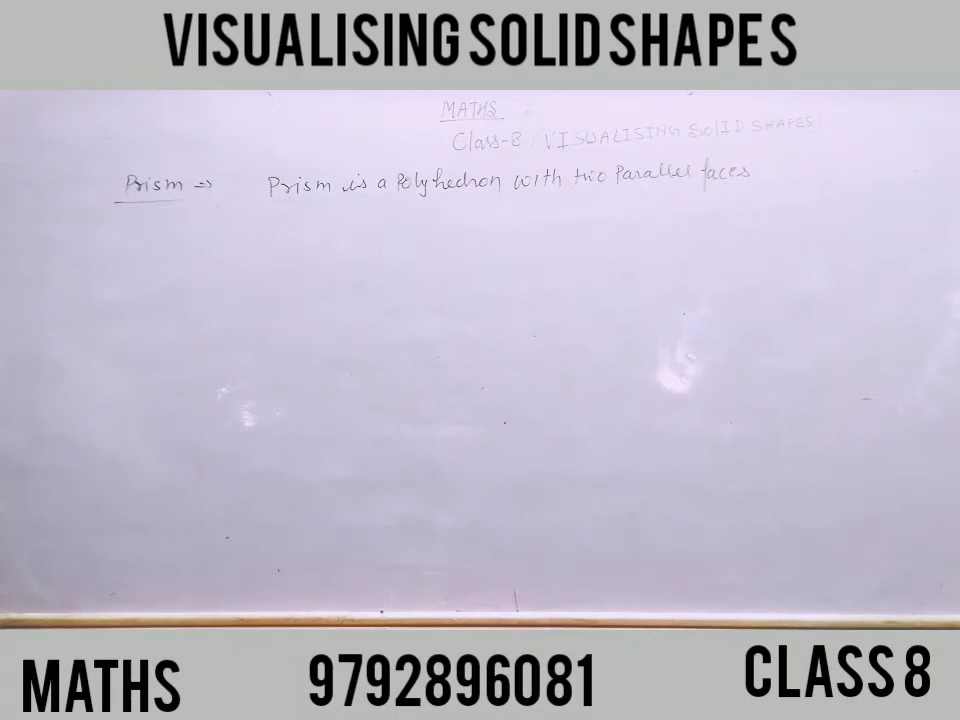 VISUALISING SOLID SHAPES
MATHS
Class-8 / VISUALISING SOLID SHAPES
Prism => Prism is a Polyhedron with two Parallel faces
MATHS 9792896081 CLASS 8